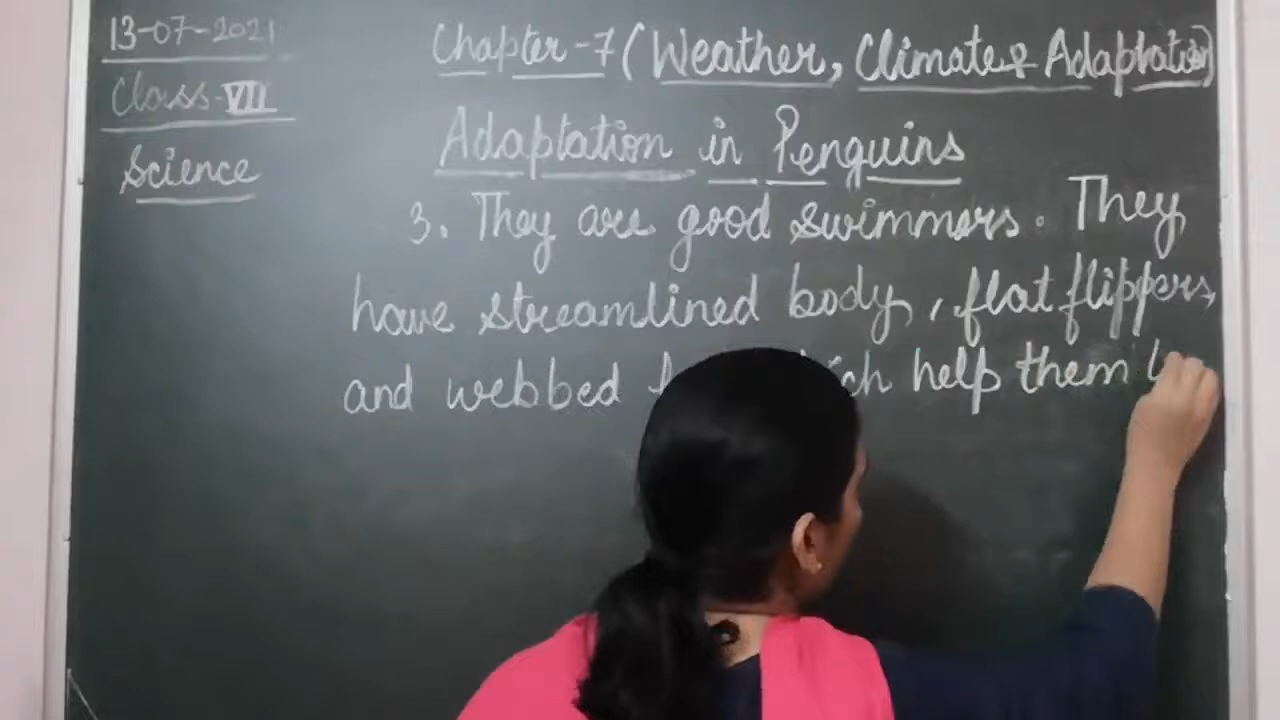 13-07-2021
Class-VII
Science
Chapter-7 (Weather, Climate & Adaptation)
Adaptation in Penguins
3. They are good swimmers. They
have streamlined body, flat flippers,
and webbed help them